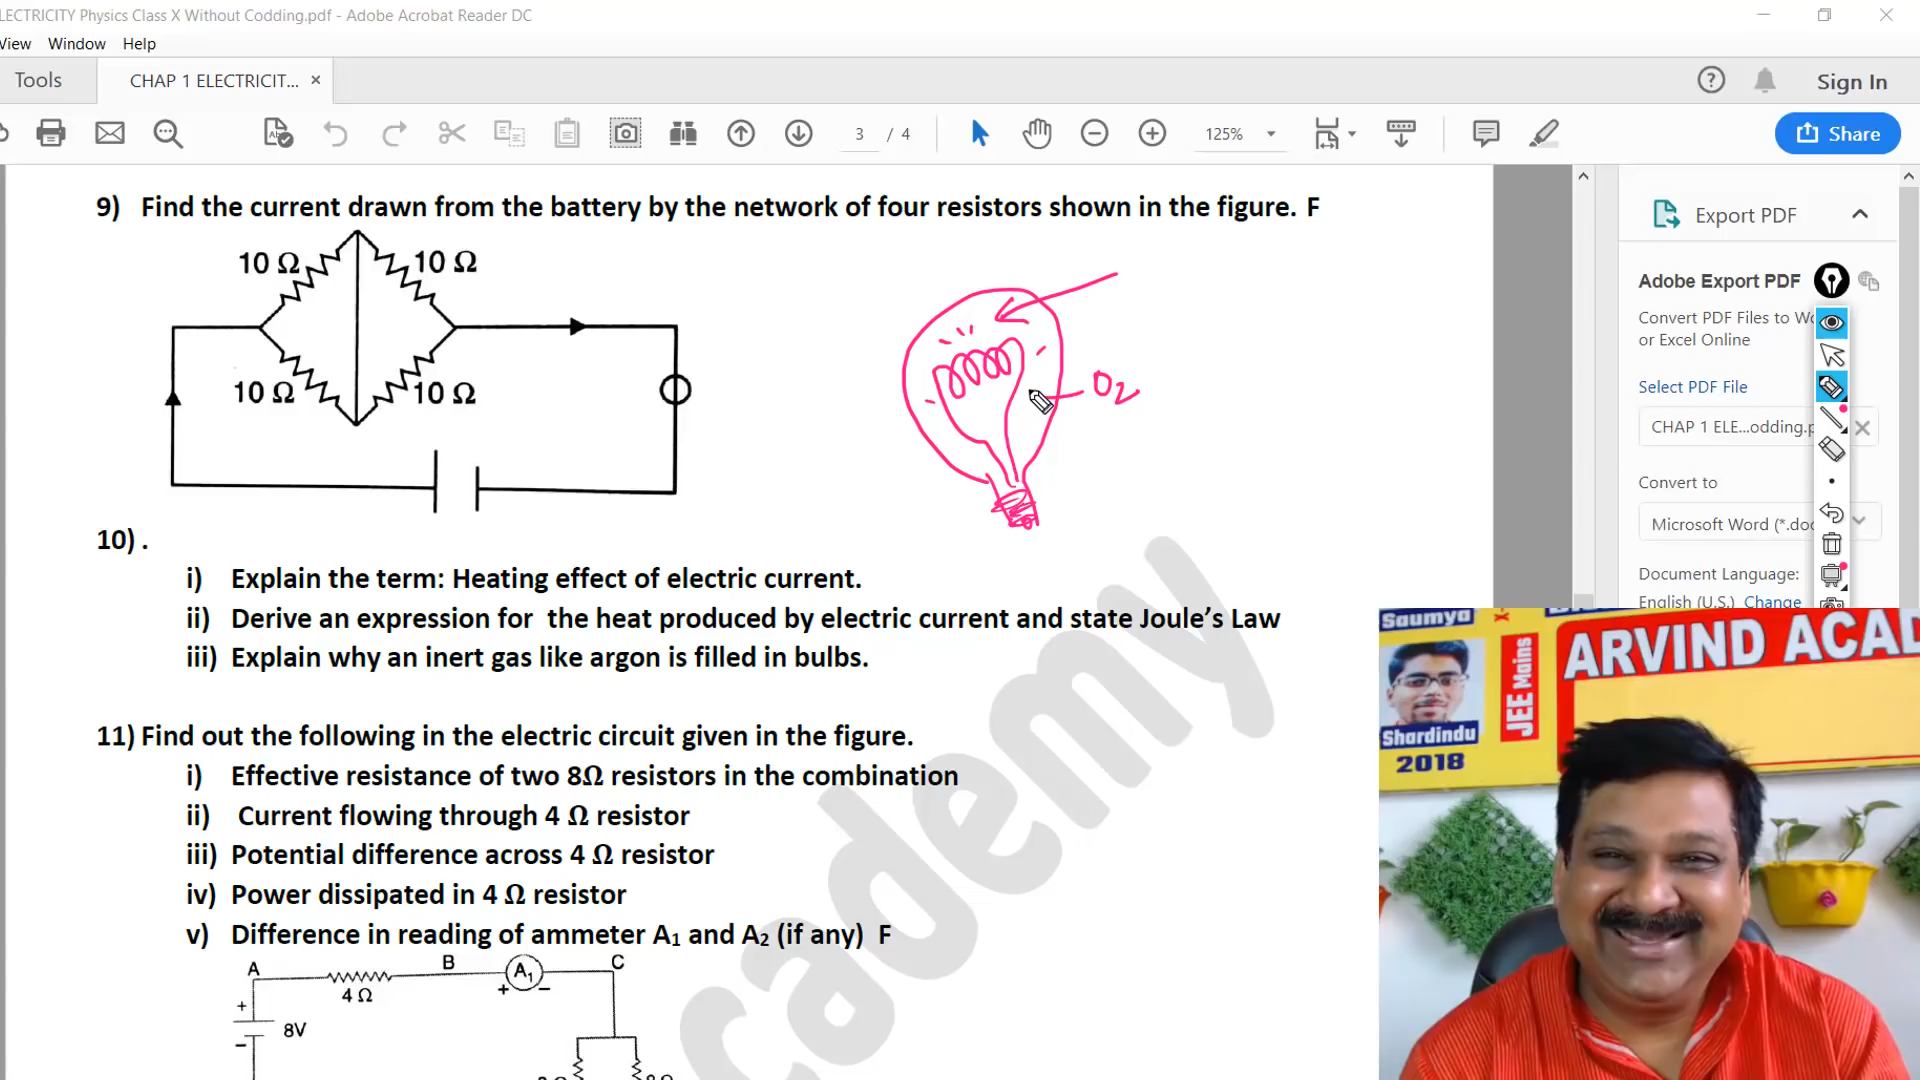 LECTRICITY Physics Class X Without Codding.pdf - Adobe Acrobat Reader DC
View Window Help
Tools CHAP 1 ELECTRICIT... × Sign In
3 / 4 125% Share
9) Find the current drawn from the battery by the network of four resistors shown in the figure. F
10 Ω 10 Ω
10 Ω 10 Ω
O2
10) .
i) Explain the term: Heating effect of electric current.
ii) Derive an expression for the heat produced by electric current and state Joule’s Law
iii) Explain why an inert gas like argon is filled in bulbs.
11) Find out the following in the electric circuit given in the figure.
i) Effective resistance of two 8Ω resistors in the combination
ii) Current flowing through 4 Ω resistor
iii) Potential difference across 4 Ω resistor
iv) Power dissipated in 4 Ω resistor
v) Difference in reading of ammeter A1 and A2 (if any) F
A B A1 C
4 Ω + –
+
8V
–
cademy
Export PDF
Adobe Export PDF
Convert PDF Files to Wo
or Excel Online
Select PDF File
CHAP 1 ELE...odding.p
Convert to
Microsoft Word (*.doc
Document Language:
English (U.S.) Change
Saumya
ARVIND ACAD
JEE Mains
Shardindu
2018